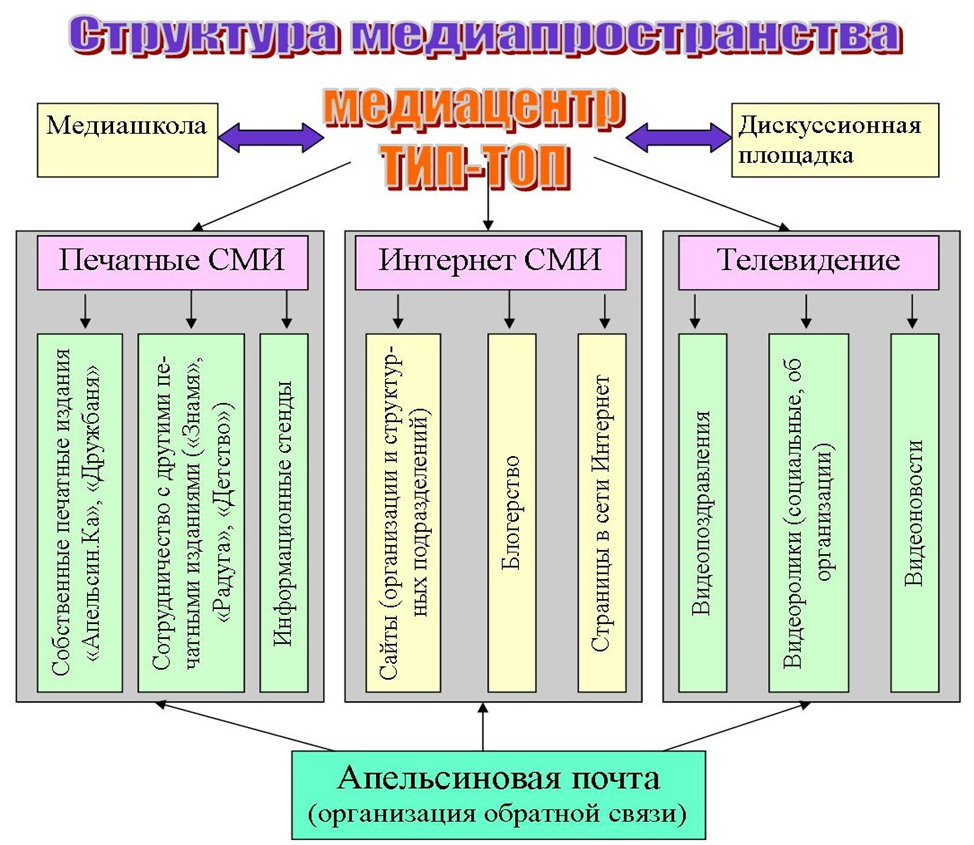 Структура медиапространства
медиацентр
ТИП-ТОП
Медиашкола
Дискуссионная
площадка
Печатные СМИ
Интернет СМИ
Телевидение
Собственные печатные издания
«Апельсин.Ка», «Дружбаня»
Сотрудничество с другими пе-
чатными изданиями («Знамя»,
«Радуга», «Детство»)
Информационные стенды
Сайты (организации и структур-
ных подразделений)
Блогерство
Страницы в сети Интернет
Видеопоздравления
Видеоролики (социальные, об
организации)
Видеоновости
Апельсиновая почта
(организация обратной связи)